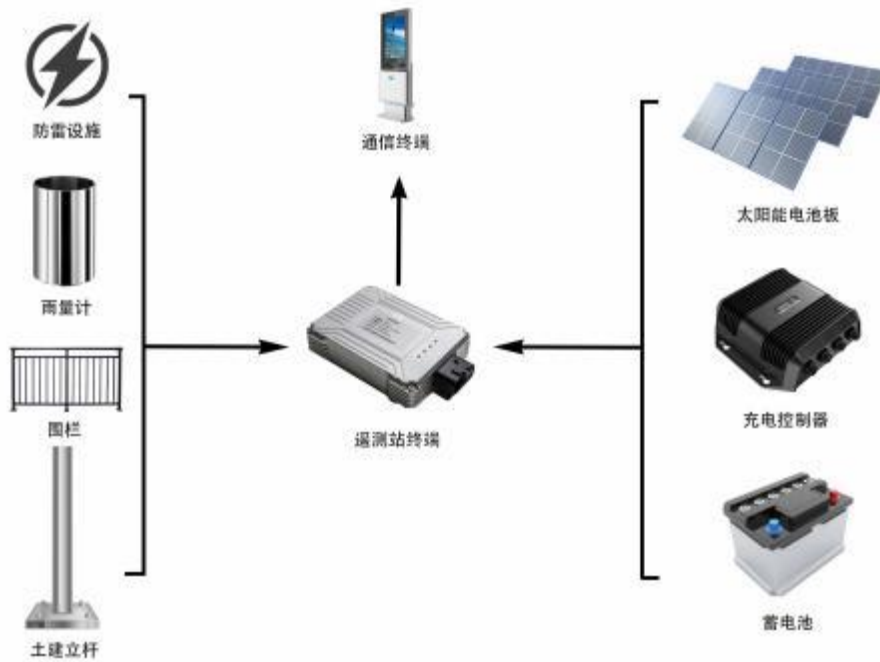 防雷设施
雨量计
围栏
土建立杆
通信终端
遥测站终端
太阳能电池板
充电控制器
蓄电池